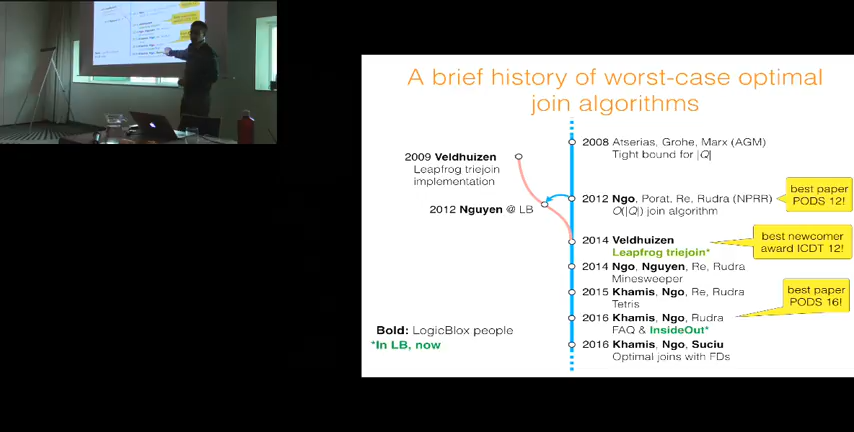 A brief history of worst-case optimal
join algorithms
2008 Atserias, Grohe, Marx (AGM)
Tight bound for |Q|
2009 Veldhuizen
Leapfrog triejoin
implementation
2012 Ngo, Porat, Re, Rudra (NPRR)
O(|Q|) join algorithm
best paper
PODS 12!
2012 Nguyen @ LB
2014 Veldhuizen
Leapfrog triejoin*
best newcomer
award ICDT 12!
2014 Ngo, Nguyen, Re, Rudra
Minesweeper
2015 Khamis, Ngo, Re, Rudra
Tetris
2016 Khamis, Ngo, Rudra
FAQ & InsideOut*
best paper
PODS 16!
Bold: LogicBlox people
*In LB, now
2016 Khamis, Ngo, Suciu
Optimal joins with FDs